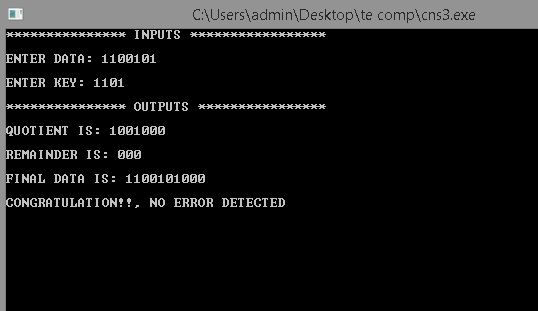 C:\Users\admin\Desktop\te comp\cns3.exe
*************** INPUTS *****************
ENTER DATA: 1100101
ENTER KEY: 1101
*************** OUTPUTS ****************
QUOTIENT IS: 1001000
REMAINDER IS: 000
FINAL DATA IS: 1100101000
CONGRATULATION!!, NO ERROR DETECTED